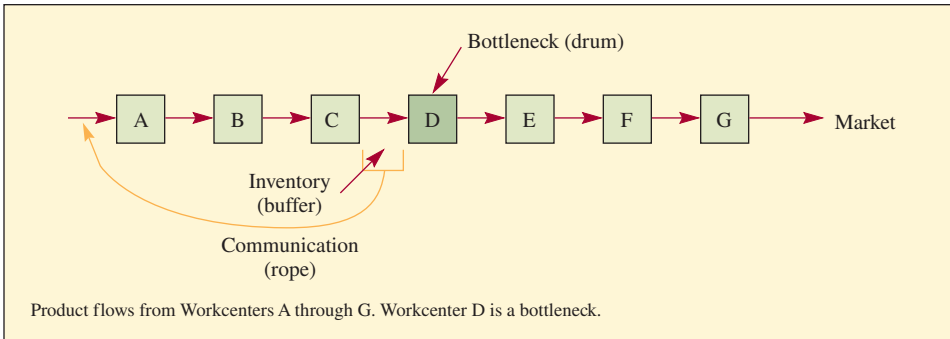 Bottleneck (drum)
A
B
C
D
E
F
G
Market
Inventory
(buffer)
Communication
(rope)
Product flows from Workcenters A through G. Workcenter D is a bottleneck.